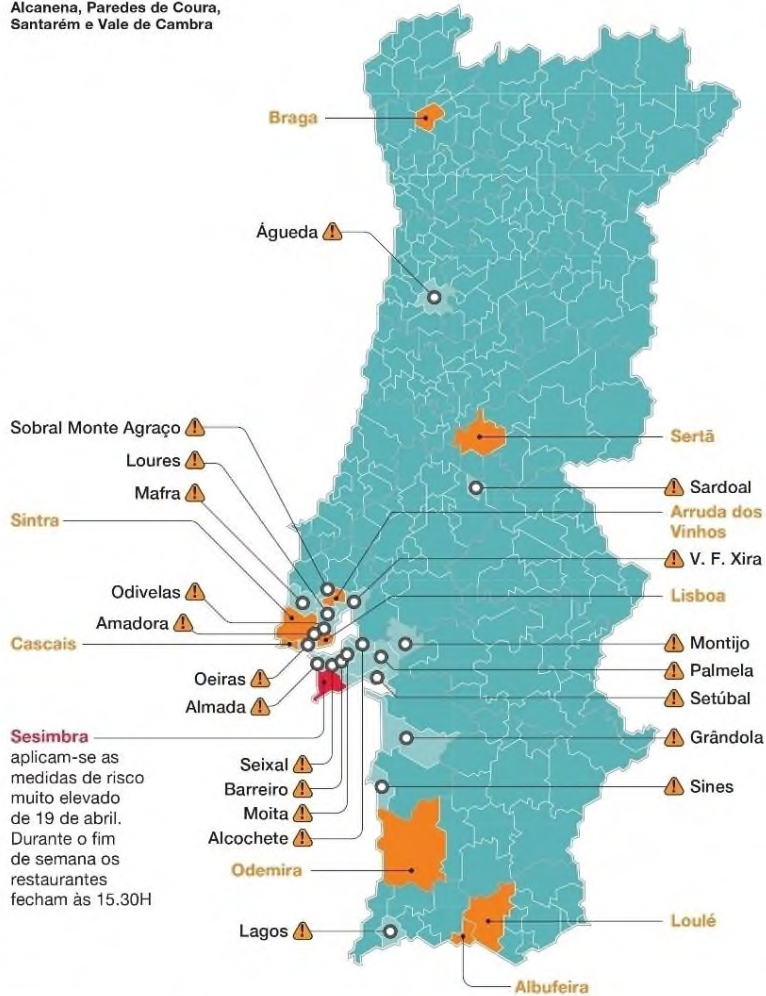 Alcanena, Paredes de Coura,
Santarém e Vale de Cambra
Braga
Águeda
Sobral Monte Agraço
Loures
Mafra
Sintra
Odivelas
Amadora
Cascais
Oeiras
Almada
Sesimbra
aplicam-se as
medidas de risco
muito elevado
de 19 de abril.
Durante o fim
de semana os
restaurantes
fecham às 15.30H
Seixal
Barreiro
Moita
Alcochete
Odemira
Lagos
Sertã
Sardoal
Arruda dos
Vinhos
V. F. Xira
Lisboa
Montijo
Palmela
Setúbal
Grândola
Sines
Loulé
Albufeira